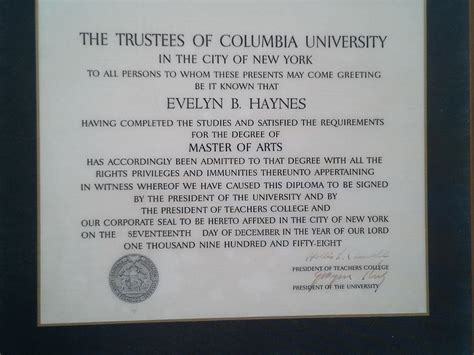 THE TRUSTEES OF COLUMBIA UNIVERSITY
IN THE CITY OF NEW YORK
TO ALL PERSONS TO WHOM THESE PRESENTS MAY COME GREETING
BE IT KNOWN THAT
EVELYN B. HAYNES
HAVING COMPLETED THE STUDIES AND SATISFIED THE REQUIREMENTS
FOR THE DEGREE OF
MASTER OF ARTS
HAS ACCORDINGLY BEEN ADMITTED TO THAT DEGREE WITH ALL THE
RIGHTS PRIVILEGES AND IMMUNITIES THEREUNTO APPERTAINING
IN WITNESS WHEREOF WE HAVE CAUSED THIS DIPLOMA TO BE SIGNED
BY THE PRESIDENT OF THE UNIVERSITY AND BY
THE PRESIDENT OF TEACHERS COLLEGE AND
OUR CORPORATE SEAL TO BE HERETO AFFIXED IN THE CITY OF NEW YORK
ON THE SEVENTEENTH DAY OF DECEMBER IN THE YEAR OF OUR LORD
ONE THOUSAND NINE HUNDRED AND FIFTY-EIGHT
PRESIDENT OF TEACHERS COLLEGE
PRESIDENT OF THE UNIVERSITY